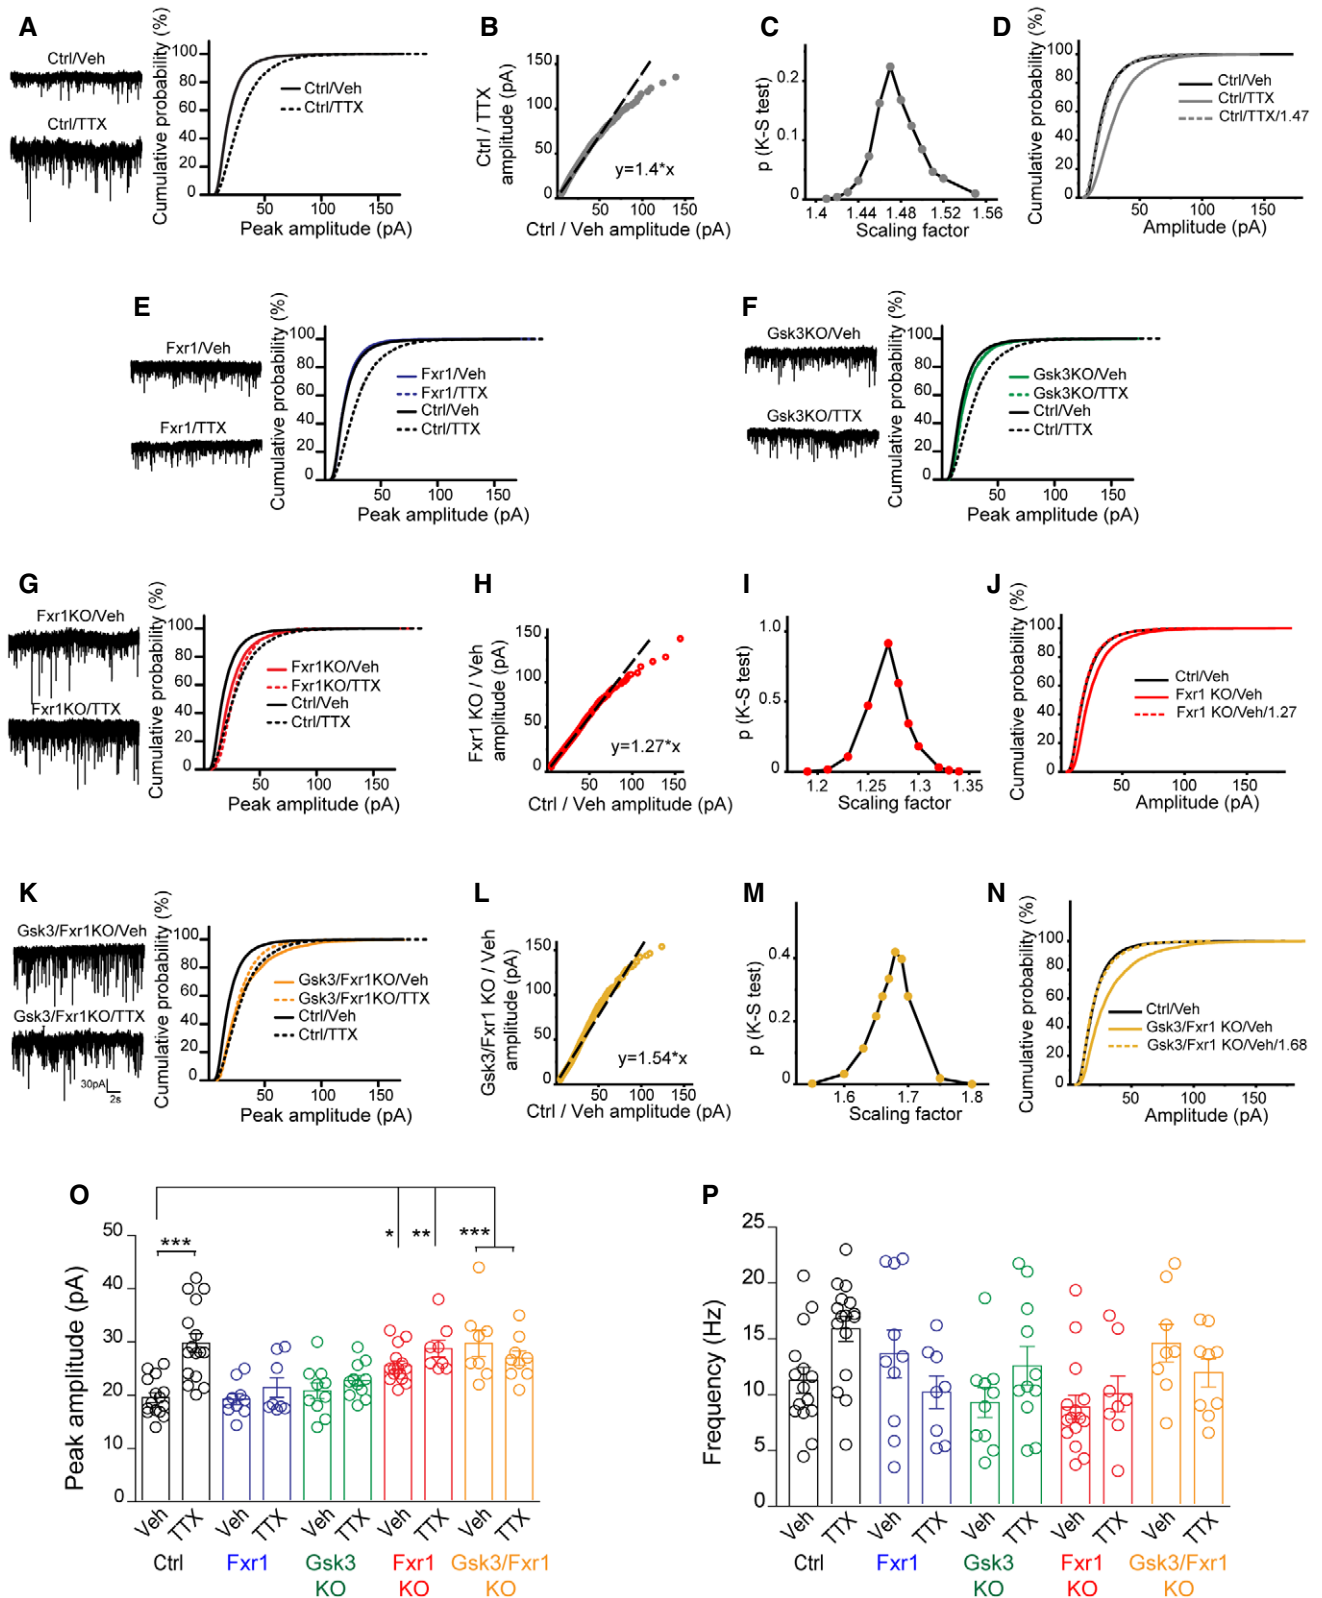 A
Ctrl/Veh
Ctrl/TTX
Cumulative probability (%)
100
80
60
40
20
0
50 100 150
Peak amplitude (pA)
Ctrl/Veh
Ctrl/TTX
B
Ctrl / TTX
amplitude (pA)
150
100
50
0
y=1.4*x
50 100 150
Ctrl / Veh amplitude (pA)
C
p (K-S test)
0.2
0.1
0
1.4 1.44 1.48 1.52 1.56
Scaling factor
D
Cumulative probability (%)
100
80
60
40
20
0
Ctrl/Veh
Ctrl/TTX
Ctrl/TTX/1.47
50 100 150
Amplitude (pA)
E
Fxr1/Veh
Fxr1/TTX
Cumulative probability (%)
100
80
60
40
20
0
Fxr1/Veh
Fxr1/TTX
Ctrl/Veh
Ctrl/TTX
50 100 150
Peak amplitude (pA)
F
Gsk3KO/Veh
Gsk3KO/TTX
Cumulative probability (%)
100
80
60
40
20
0
Gsk3KO/Veh
Gsk3KO/TTX
Ctrl/Veh
Ctrl/TTX
50 100 150
Peak amplitude (pA)
G
Fxr1KO/Veh
Fxr1KO/TTX
Cumulative probability (%)
100
80
60
40
20
0
Fxr1KO/Veh
Fxr1KO/TTX
Ctrl/Veh
Ctrl/TTX
50 100 150
Peak amplitude (pA)
H
Fxr1 KO / Veh
amplitude (pA)
150
100
50
0
y=1.27*x
50 100 150
Ctrl / Veh amplitude (pA)
I
p (K-S test)
1.0
0.5
0
1.2 1.25 1.3 1.35
Scaling factor
J
Cumulative probability (%)
100
80
60
40
20
0
Ctrl/Veh
Fxr1 KO/Veh
Fxr1 KO/Veh/1.27
50 100 150
Amplitude (pA)
K
Gsk3/Fxr1KO/Veh
Gsk3/Fxr1KO/TTX
30pA
2s
Cumulative probability (%)
100
80
60
40
20
0
Gsk3/Fxr1KO/Veh
Gsk3/Fxr1KO/TTX
Ctrl/Veh
Ctrl/TTX
50 100 150
Peak amplitude (pA)
L
Gsk3/Fxr1 KO / Veh
amplitude (pA)
150
100
50
0
y=1.54*x
50 100 150
Ctrl / Veh amplitude (pA)
M
p (K-S test)
0.4
0.2
0
1.6 1.7 1.8
Scaling factor
N
Cumulative probability (%)
100
80
60
40
20
0
Ctrl/Veh
Gsk3/Fxr1 KO/Veh
Gsk3/Fxr1 KO/Veh/1.68
50 100 150
Amplitude (pA)
O
Peak amplitude (pA)
50
40
30
20
10
0
*** * ** ***
Veh TTX Veh TTX Veh TTX Veh TTX Veh TTX
Ctrl Fxr1 Gsk3 Fxr1 Gsk3/Fxr1
KO KO KO
P
Frequency (Hz)
25
20
15
10
5
0
Veh TTX Veh TTX Veh TTX Veh TTX Veh TTX
Ctrl Fxr1 Gsk3 Fxr1 Gsk3/Fxr1
KO KO KO